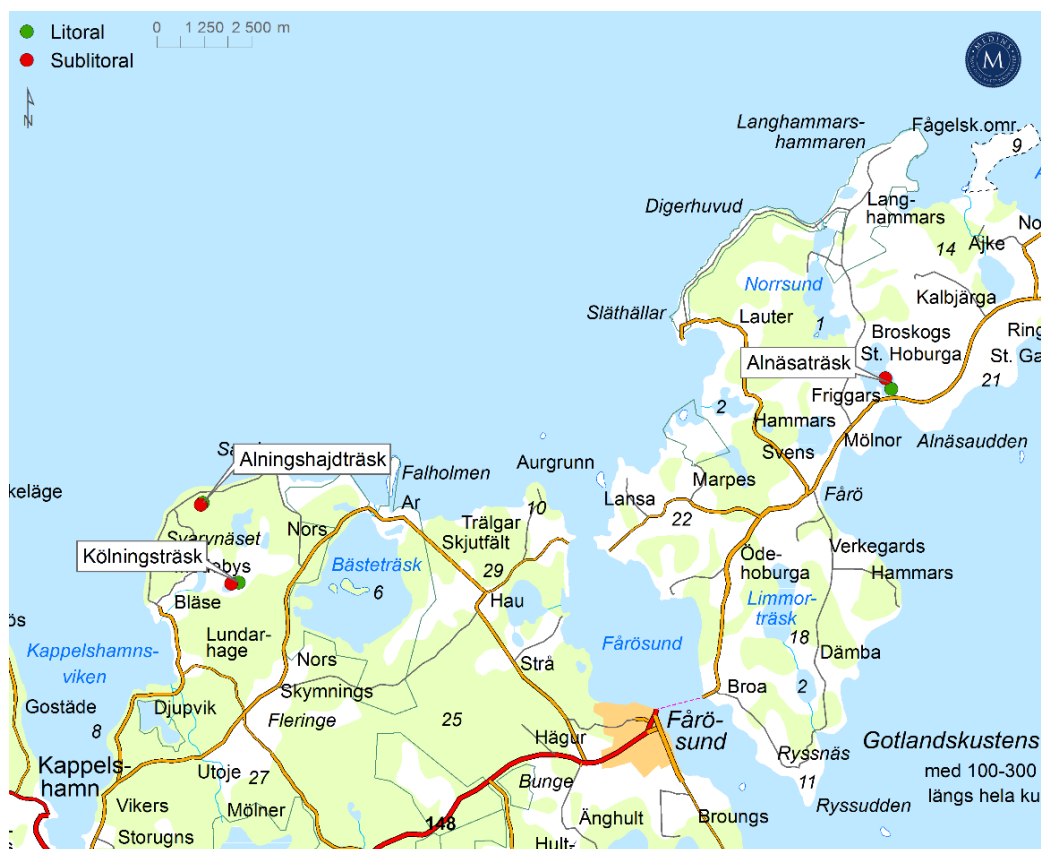 Litoral
Sublitoral
0 1 250 2 500 m
N
MEDINS
M
Fågelsk.omr.
9
Langhammars-
hammaren
Digerhuvud
Lang-
hammars
No
Ajke
14
Norrsund
Kalbjärga
Släthällar
Lauter
1
Broskogs
St. Hoburga
Ring
St. Ga
Alnäsaträsk
21
Friggars
2
Hammars
Mölnor
Alnäsaudden
Svens
Marpes
Lansa
22
Fårö
Alningshajdträsk
Falholmen
Aurgrunn
keläge
Ar
10
Nors
Trälgar
Skjutfält
Svarvnäset
Kölningsträsk
bys
Bästeträsk
6
29
Hau
Bläse
Öde-
hoburga
Verkegards
Hammars
Limmor-
träsk
18
Lundar-
hage
ös
Kappelshamns-
viken
Nors
Fårösund
Strå
Dämba
Skymnings
Broa
2
Gostäde
Djupvik
8
Fleringe
25
Fårö-
sund
Hägur
Gotlandskustens
Ryssnäs
Kappels-
hamn
Utoje
27
Bunge
11
med 100-300
längs hela ku
Ryssudden
Vikers
Mölner
148
Änghult
Broungs
Storugns
Hult-